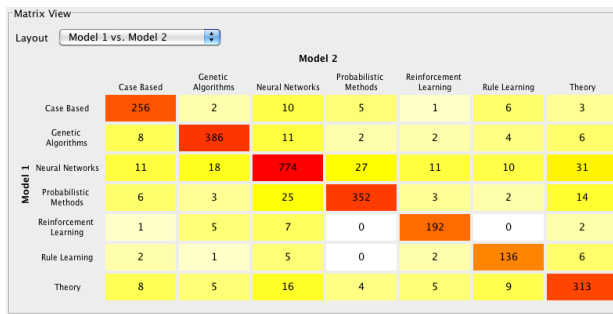 Matrix View
Layout Model 1 vs. Model 2
Model 2
Case Based Genetic Algorithms Neural Networks Probabilistic Methods Reinforcement Learning Rule Learning Theory
Model 1
Case Based 256 2 10 5 1 6 3
Genetic Algorithms 8 386 11 2 2 4 6
Neural Networks 11 18 774 27 11 10 31
Probabilistic Methods 6 3 25 352 3 2 14
Reinforcement Learning 1 5 7 0 192 0 2
Rule Learning 2 1 5 0 2 136 6
Theory 8 5 16 4 5 9 313